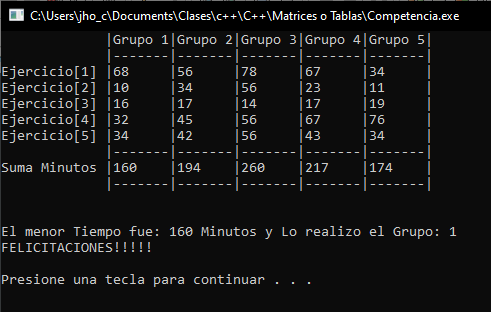 C:\Users\jho_c\Documents\Clases\c++\C++\Matrices o Tablas\Competencia.exe
|Grupo 1|Grupo 2|Grupo 3|Grupo 4|Grupo 5|
|-------|-------|-------|-------|-------|
Ejercicio[1] |68 |56 |78 |67 |34 |
Ejercicio[2] |10 |34 |56 |23 |11 |
Ejercicio[3] |16 |17 |14 |17 |19 |
Ejercicio[4] |32 |45 |56 |67 |76 |
Ejercicio[5] |34 |42 |56 |43 |34 |
|-------|-------|-------|-------|-------|
Suma Minutos |160 |194 |260 |217 |174 |
|-------|-------|-------|-------|-------|
El menor Tiempo fue: 160 Minutos y Lo realizo el Grupo: 1
FELICITACIONES!!!!!
Presione una tecla para continuar . . .